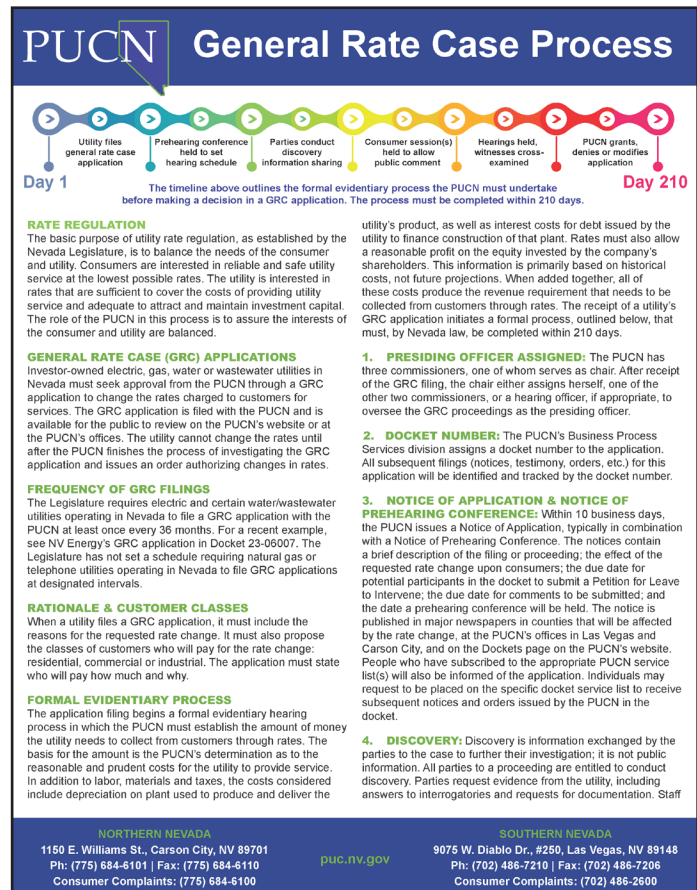 PUCN
General Rate Case Process
Utility files
general rate case
application
Prehearing conference
held to set
hearing schedule
Parties conduct
discovery
information sharing
Consumer session(s)
held to allow
public comment
Hearings held,
witnesses cross-
examined
PUCN grants,
denies or modifies
application
Day 1
Day 210
The timeline above outlines the formal evidentiary process the PUCN must undertake
before making a decision in a GRC application. The process must be completed within 210 days.
RATE REGULATION
The basic purpose of utility rate regulation, as established by the
Nevada Legislature, is to balance the needs of the consumer
and utility. Consumers are interested in reliable and safe utility
service at the lowest possible rates. The utility is interested in
rates that are sufficient to cover the costs of providing utility
service and adequate to attract and maintain investment capital.
The role of the PUCN in this process is to assure the interests of
the consumer and utility are balanced.
GENERAL RATE CASE (GRC) APPLICATIONS
Investor-owned electric, gas, water or wastewater utilities in
Nevada must seek approval from the PUCN through a GRC
application to change the rates charged to customers for
services. The GRC application is filed with the PUCN and is
available for the public to review on the PUCN's website or at
the PUCN's offices. The utility cannot change the rates until
after the PUCN finishes the process of investigating the GRC
application and issues an order authorizing changes in rates.
FREQUENCY OF GRC FILINGS
The Legislature requires electric and certain water/wastewater
utilities operating in Nevada to file a GRC application with the
PUCN at least once every 36 months. For a recent example,
see NV Energy's GRC application in Docket 23-06007. The
Legislature has not set a schedule requiring natural gas or
telephone utilities operating in Nevada to file GRC applications
at designated intervals.
RATIONALE & CUSTOMER CLASSES
When a utility files a GRC application, it must include the
reasons for the requested rate change. It must also propose
the classes of customers who will pay for the rate change:
residential, commercial or industrial. The application must state
who will pay how much and why.
FORMAL EVIDENTIARY PROCESS
The application filing begins a formal evidentiary hearing
process in which the PUCN must establish the amount of money
the utility needs to collect from customers through rates. The
basis for the amount is the PUCN's determination as to the
reasonable and prudent costs for the utility to provide service.
In addition to labor, materials and taxes, the costs considered
include depreciation on plant used to produce and deliver the
utility's product, as well as interest costs for debt issued by the
utility to finance construction of that plant. Rates must also allow
a reasonable profit on the equity invested by the company's
shareholders. This information is primarily based on historical
costs, not future projections. When added together, all of
these costs produce the revenue requirement that needs to be
collected from customers through rates. The receipt of a utility's
GRC application initiates a formal process, outlined below, that
must, by Nevada law, be completed within 210 days.
1. PRESIDING OFFICER ASSIGNED: The PUCN has
three commissioners, one of whom serves as chair. After receipt
of the GRC filing, the chair either assigns herself, one of the
other two commissioners, or a hearing officer, if appropriate, to
oversee the GRC proceedings as the presiding officer.
2. DOCKET NUMBER: The PUCN's Business Process
Services division assigns a docket number to the application.
All subsequent filings (notices, testimony, orders, etc.) for this
application will be identified and tracked by the docket number.
3. NOTICE OF APPLICATION & NOTICE OF
PREHEARING CONFERENCE: Within 10 business days,
the PUCN issues a Notice of Application, typically in combination
with a Notice of Prehearing Conference. The notices contain
a brief description of the filing or proceeding; the effect of the
requested rate change upon consumers; the due date for
potential participants in the docket to submit a Petition for Leave
to Intervene; the due date for comments to be submitted; and
the date a prehearing conference will be held. The notice is
published in major newspapers in counties that will be affected
by the rate change, at the PUCN's offices in Las Vegas and
Carson City, and on the Dockets page on the PUCN's website.
People who have subscribed to the appropriate PUCN service
list(s) will also be informed of the application. Individuals may
request to be placed on the specific docket service list to receive
subsequent notices and orders issued by the PUCN in the
docket.
4. DISCOVERY: Discovery is information exchanged by the
parties to the case to further their investigation; it is not public
information. All parties to a proceeding are entitled to conduct
discovery. Parties request evidence from the utility, including
answers to interrogatories and requests for documentation. Staff
NORTHERN NEVADA
1150 E. Williams St., Carson City, NV 89701
Ph: (775) 684-6101 | Fax: (775) 684-6110
Consumer Complaints: (775) 684-6100
puc.nv.gov
SOUTHERN NEVADA
9075 W. Diablo Dr., #250, Las Vegas, NV 89148
Ph: (702) 486-7210 | Fax: (702) 486-7206
Consumer Complaints: (702) 486-2600